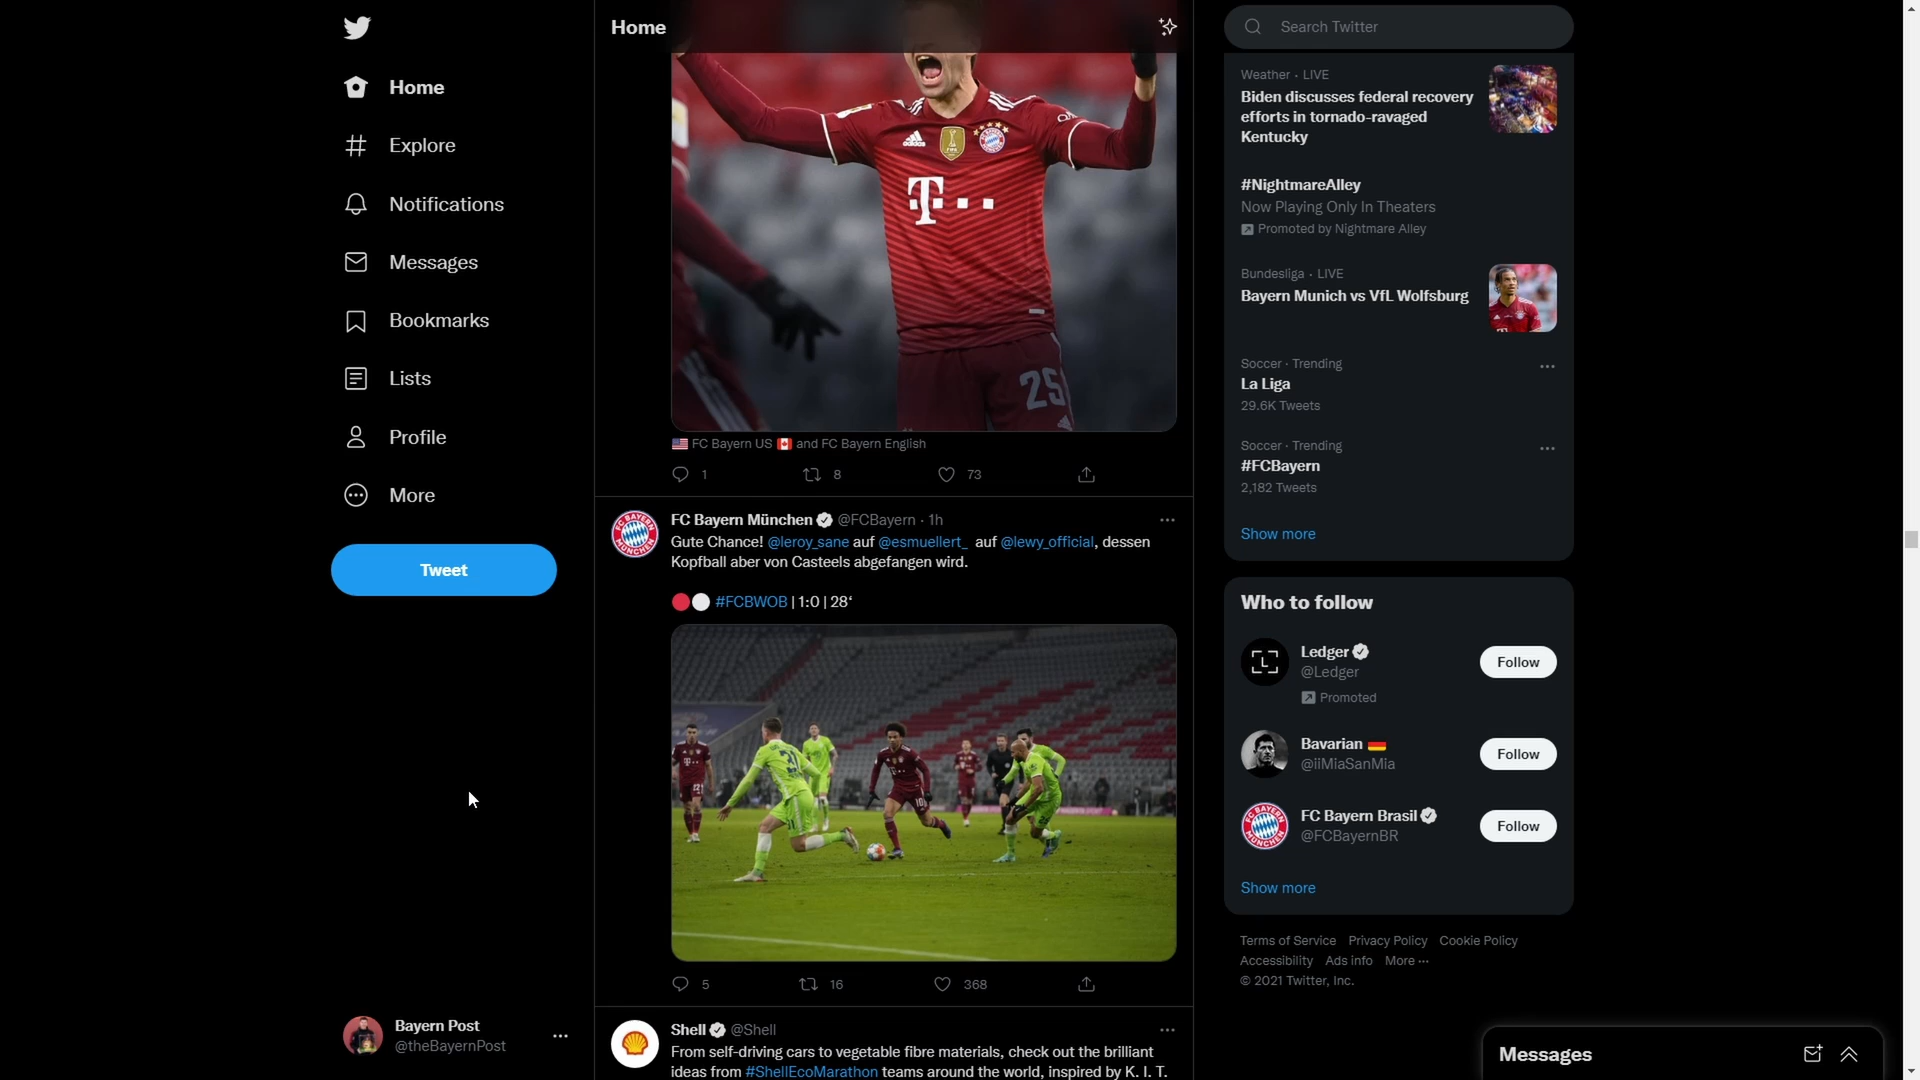 Home
Explore
Notifications
Messages
Bookmarks
Lists
Profile
More
Tweet
Bayern Post
@theBayernPost
Home
adidas
T
25
FC Bayern US and FC Bayern English
1 8 73
FC Bayern München @FCBayern · 1h
Gute Chance! @leroy_sane auf @esmuellert_ auf @lewy_official, dessen
Kopfball aber von Casteels abgefangen wird.
#FCBWOB | 1:0 | 28‘
5 16 368
Shell @Shell
From self-driving cars to vegetable fibre materials, check out the brilliant
ideas from #ShellEcoMarathon teams around the world, inspired by K. I. T.
Search Twitter
Weather · LIVE
Biden discusses federal recovery
efforts in tornado-ravaged
Kentucky
#NightmareAlley
Now Playing Only In Theaters
Promoted by Nightmare Alley
Bundesliga · LIVE
Bayern Munich vs VfL Wolfsburg
Soccer · Trending
La Liga
29.6K Tweets
Soccer · Trending
#FCBayern
2,182 Tweets
Show more
Who to follow
Ledger
@Ledger
Promoted
Follow
Bavarian
@iiMiaSanMia
Follow
FC Bayern Brasil
@FCBayernBR
Follow
Show more
Terms of Service Privacy Policy Cookie Policy
Accessibility Ads info More ···
© 2021 Twitter, Inc.
Messages